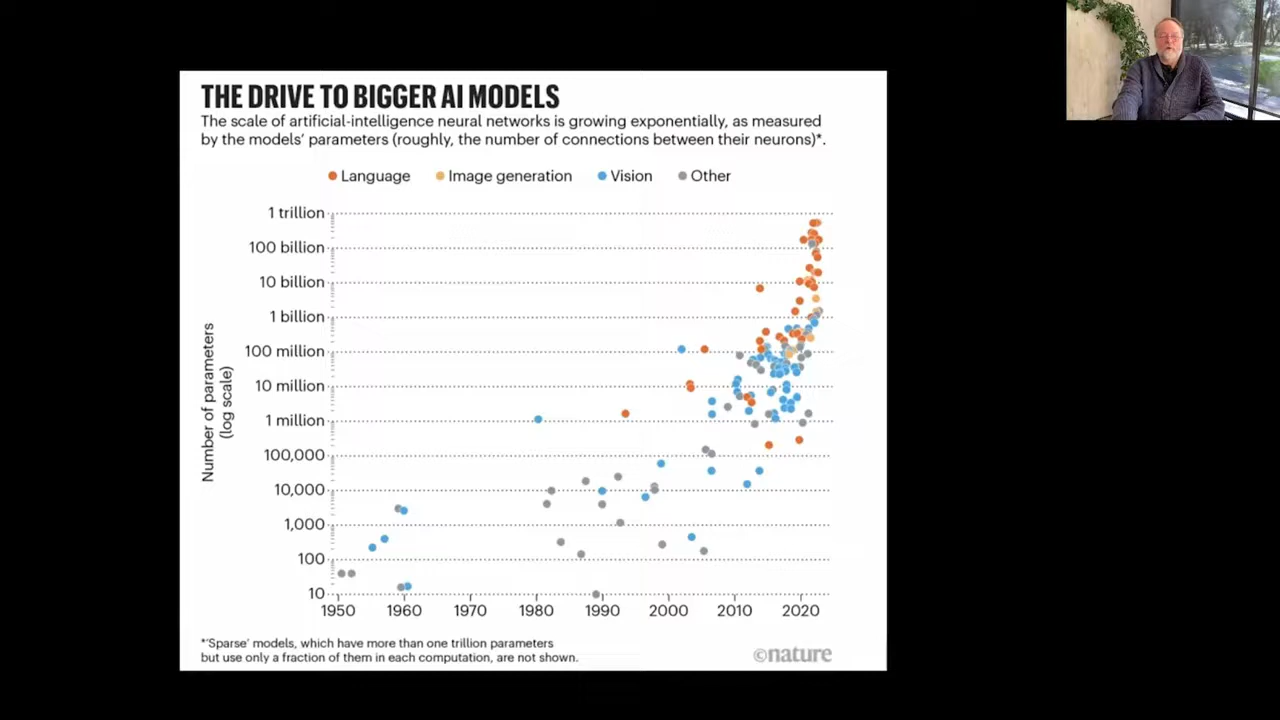 THE DRIVE TO BIGGER AI MODELS
The scale of artificial-intelligence neural networks is growing exponentially, as measured
by the models' parameters (roughly, the number of connections between their neurons)*.
Language Image generation Vision Other
Number of parameters
(log scale)
1 trillion
100 billion
10 billion
1 billion
100 million
10 million
1 million
100,000
10,000
1,000
100
10
1950 1960 1970 1980 1990 2000 2010 2020
*'Sparse' models, which have more than one trillion parameters
but use only a fraction of them in each computation, are not shown.
©nature